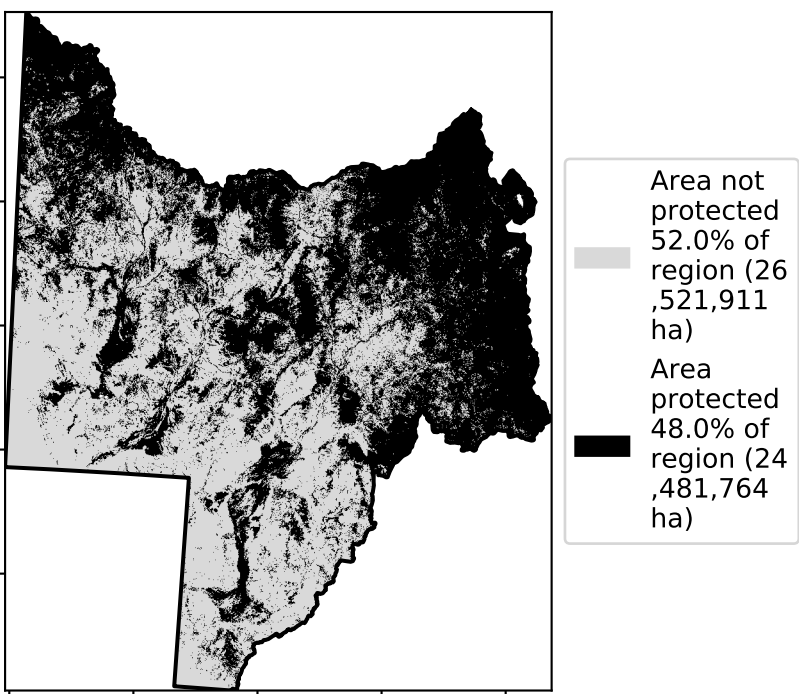 Area not
protected
52.0% of
region (26
,521,911
ha)
Area
protected
48.0% of
region (24
,481,764
ha)